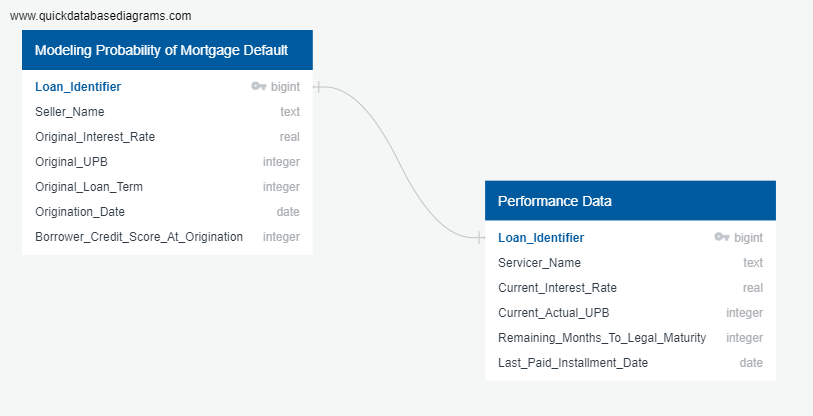 www.quickdatabasediagrams.com
Modeling Probability of Mortgage Default
Loan_Identifier bigint
Seller_Name text
Original_Interest_Rate real
Original_UPB integer
Original_Loan_Term integer
Origination_Date date
Borrower_Credit_Score_At_Origination integer
Performance Data
Loan_Identifier bigint
Servicer_Name text
Current_Interest_Rate real
Current_Actual_UPB integer
Remaining_Months_To_Legal_Maturity integer
Last_Paid_Installment_Date date